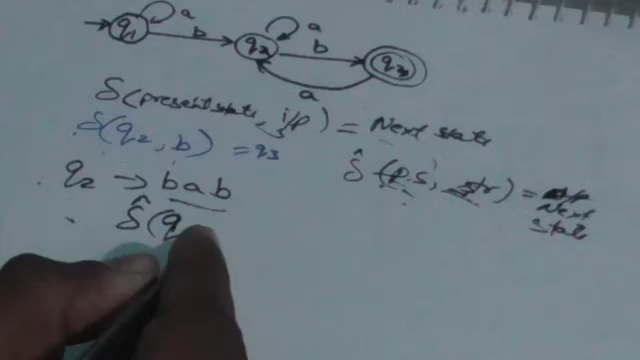 a a
q1 b q2 b q3
a
δ(present state, i/p) = Next state
δ(q2, b) = q3
δ̂ (p.s, str) = Next state
q2 → bab
δ̂(q